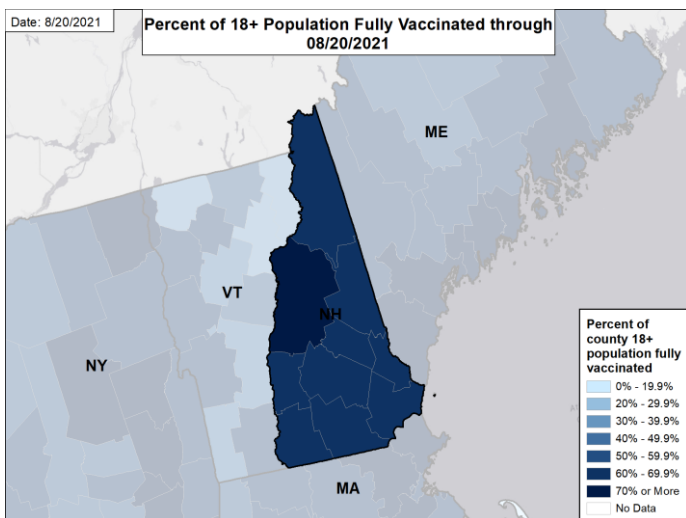 Date: 8/20/2021
Percent of 18+ Population Fully Vaccinated through
08/20/2021
ME
VT
NH
NY
MA
Percent of
county 18+
population fully
vaccinated
0% - 19.9%
20% - 29.9%
30% - 39.9%
40% - 49.9%
50% - 59.9%
60% - 69.9%
70% or More
No Data